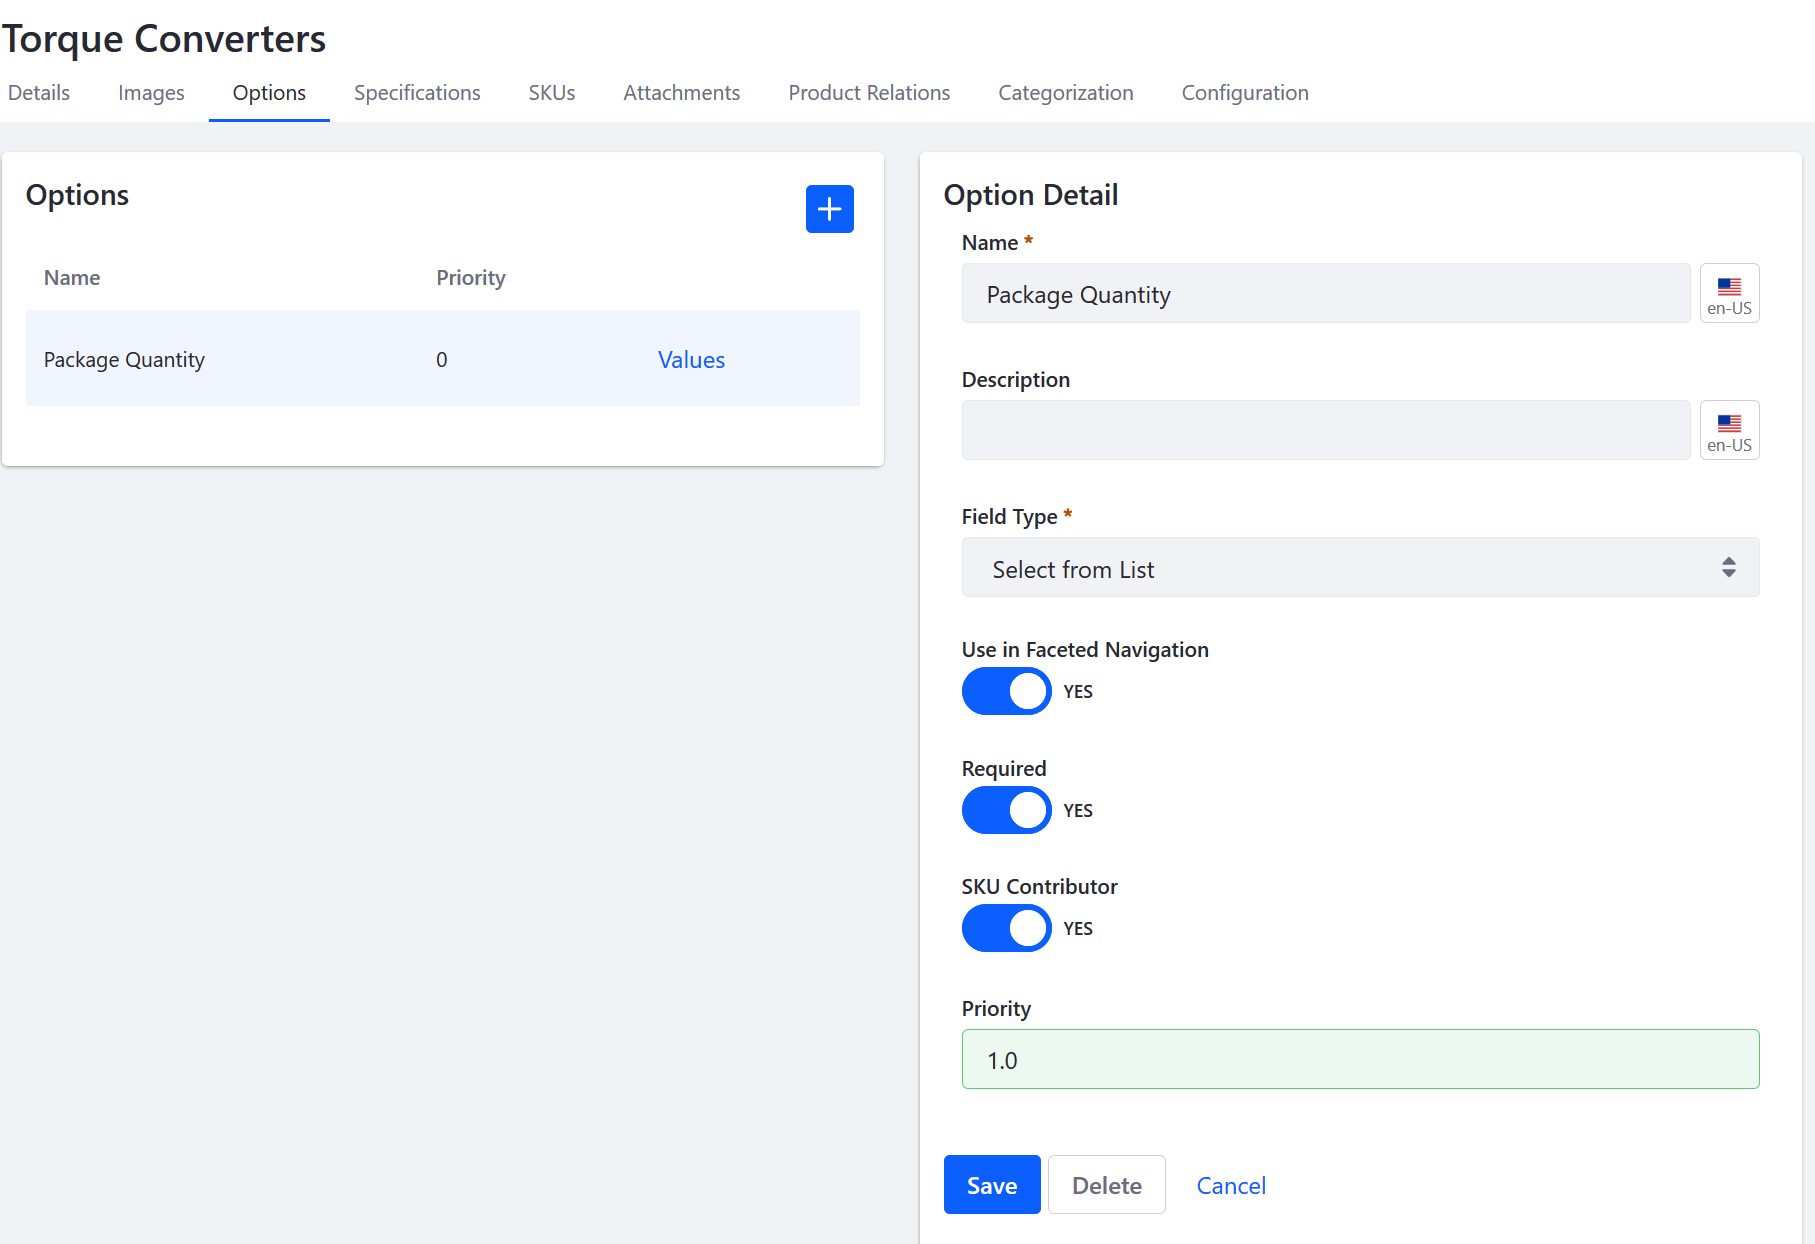 Torque Converters
Details Images Options Specifications SKUs Attachments Product Relations Categorization Configuration
Options
Name Priority
Package Quantity 0 Values
Option Detail
Name *
Package Quantity
en-US
Description
en-US
Field Type *
Select from List
Use in Faceted Navigation
YES
Required
YES
SKU Contributor
YES
Priority
1.0
Save Delete Cancel